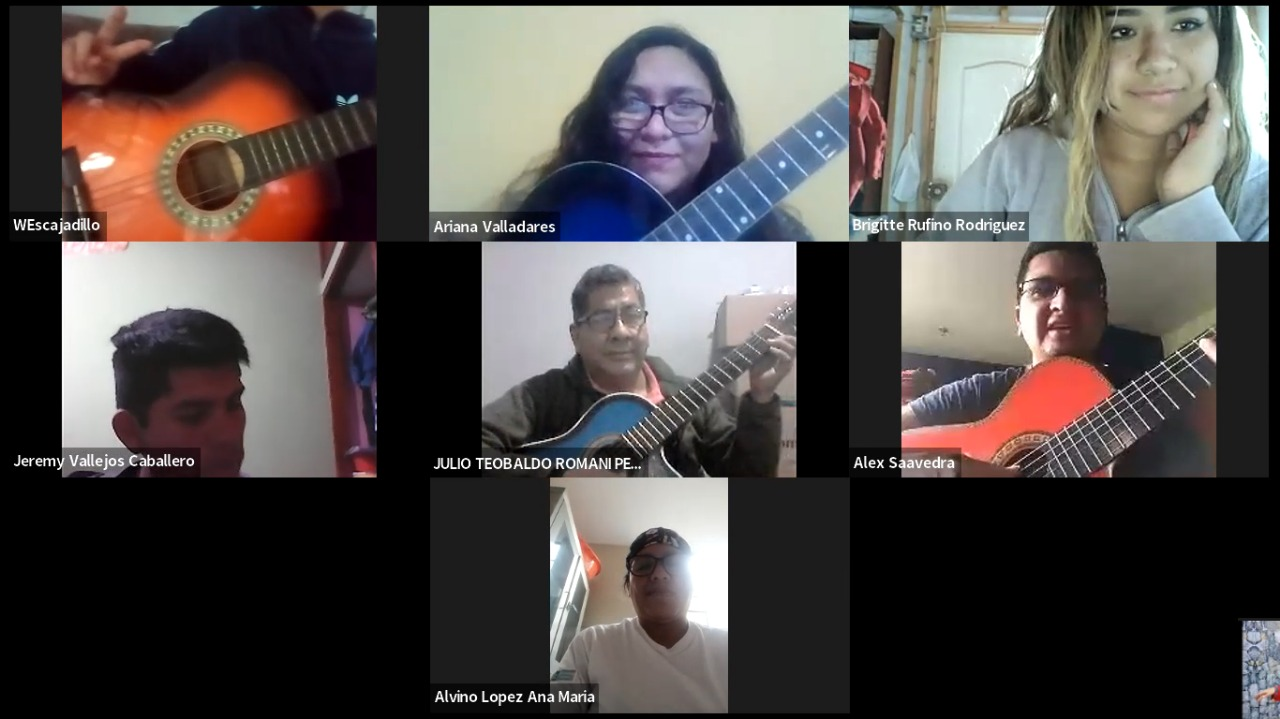 WEscajadillo
Ariana Valladares
Brigitte Rufino Rodriguez
Jeremy Vallejos Caballero
JULIO TEOBALDO ROMANI PE...
Alex Saavedra
Alvino Lopez Ana Maria